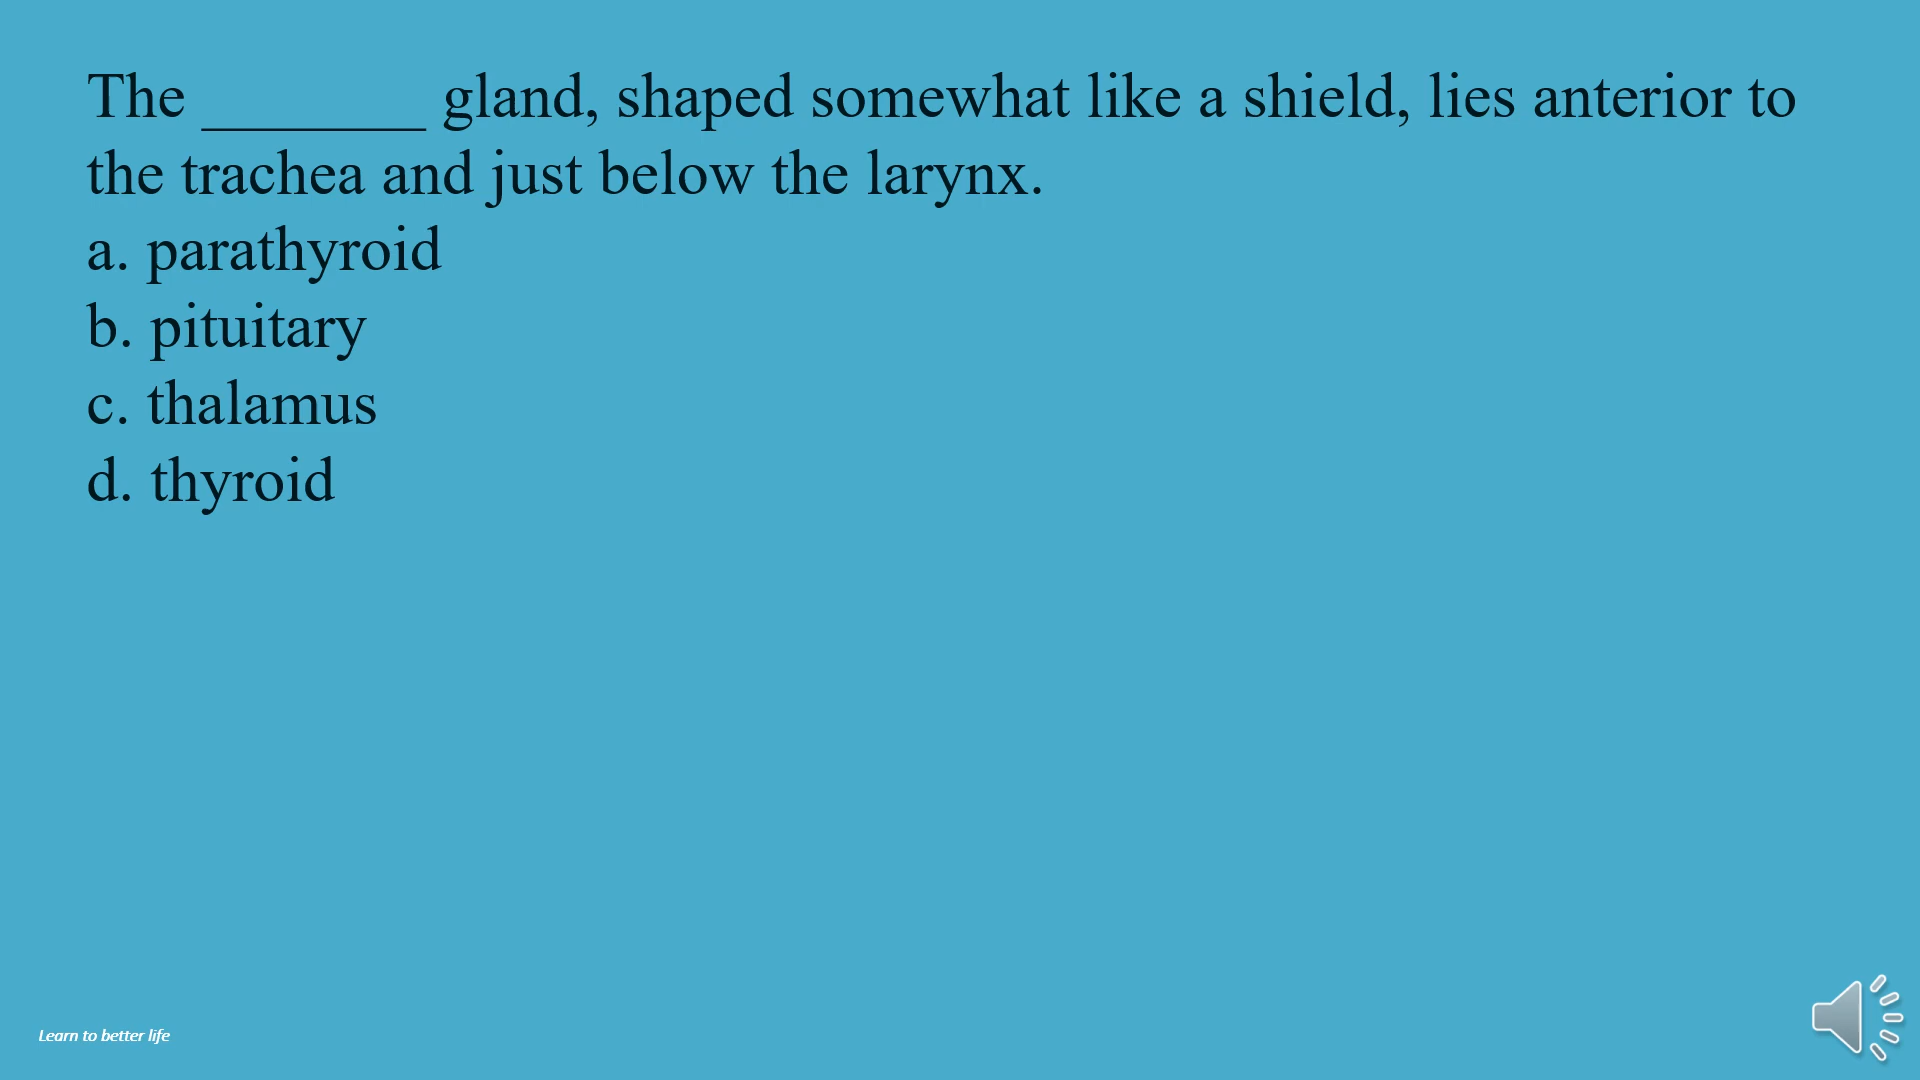 The _______ gland, shaped somewhat like a shield, lies anterior to
the trachea and just below the larynx.
a. parathyroid
b. pituitary
c. thalamus
d. thyroid
Learn to better life